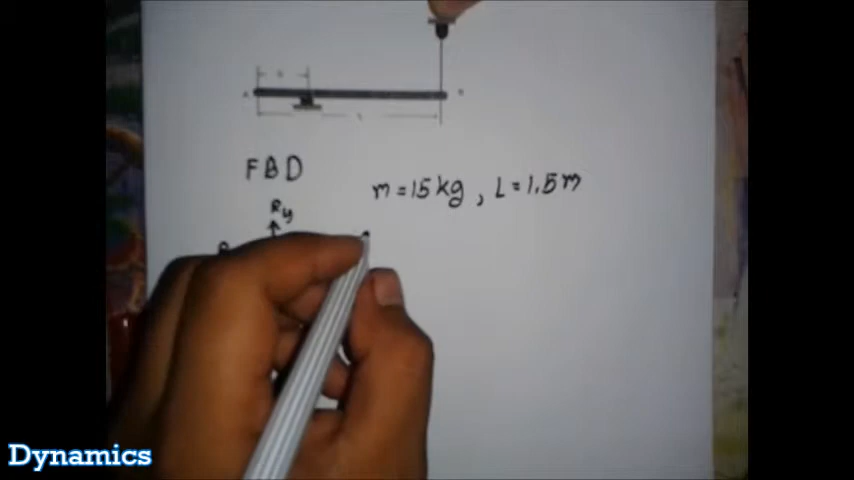 FBD
m = 15 kg , L = 1.5 m
Ry
Dynamics